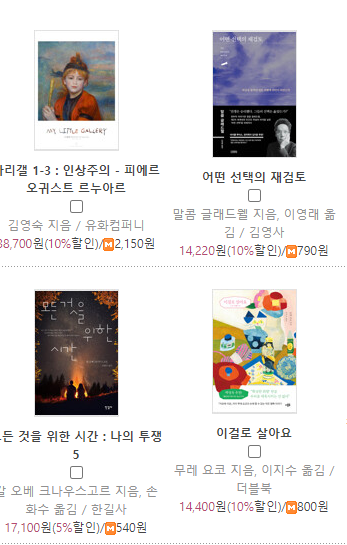 MY LITTLE GALLERY
리갤 1-3 : 인상주의 - 피에르
오귀스트 르누아르
김영숙 지음 / 유화컴퍼니
38,700원(10%할인)/M2,150원
어떤 선택의 재검토
어떤 선택의 재검토
말콤 글래드웰 지음, 이영래 옮
김 / 김영사
14,220원(10%할인)/M790원
모든 것을
위한
시간
든 것을 위한 시간 : 나의 투쟁
5
칼 오베 크나우스고르 지음, 손
화수 옮김 / 한길사
17,100원(5%할인)/M540원
이걸로 살아요
이걸로 살아요
무레 요코 지음, 이지수 옮김 /
더블북
14,400원(10%할인)/M800원